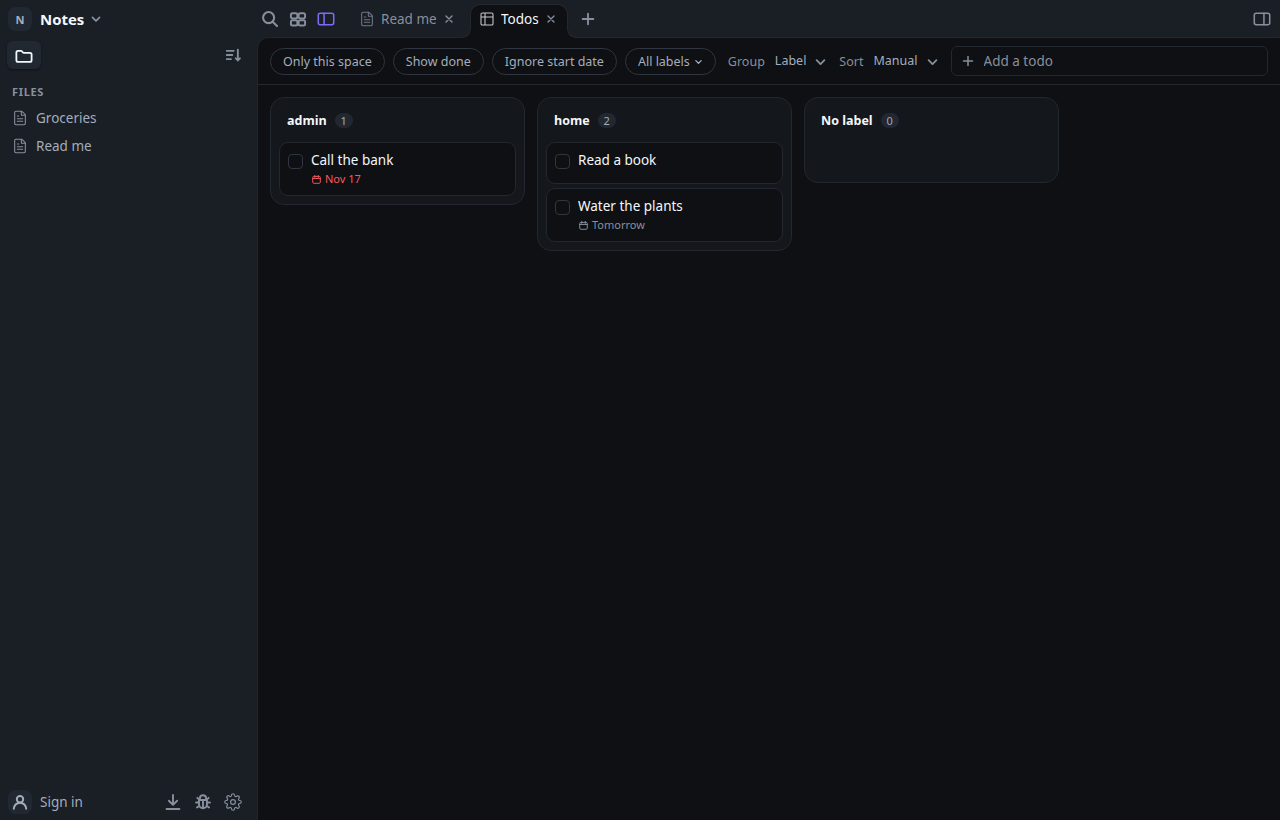 N Notes
Read me
Todos
Only this space
Show done
Ignore start date
All labels
Group Label
Sort Manual
Add a todo
FILES
Groceries
Read me
admin 1
Call the bank
Nov 17
home 2
Read a book
Water the plants
Tomorrow
No label 0
Sign in